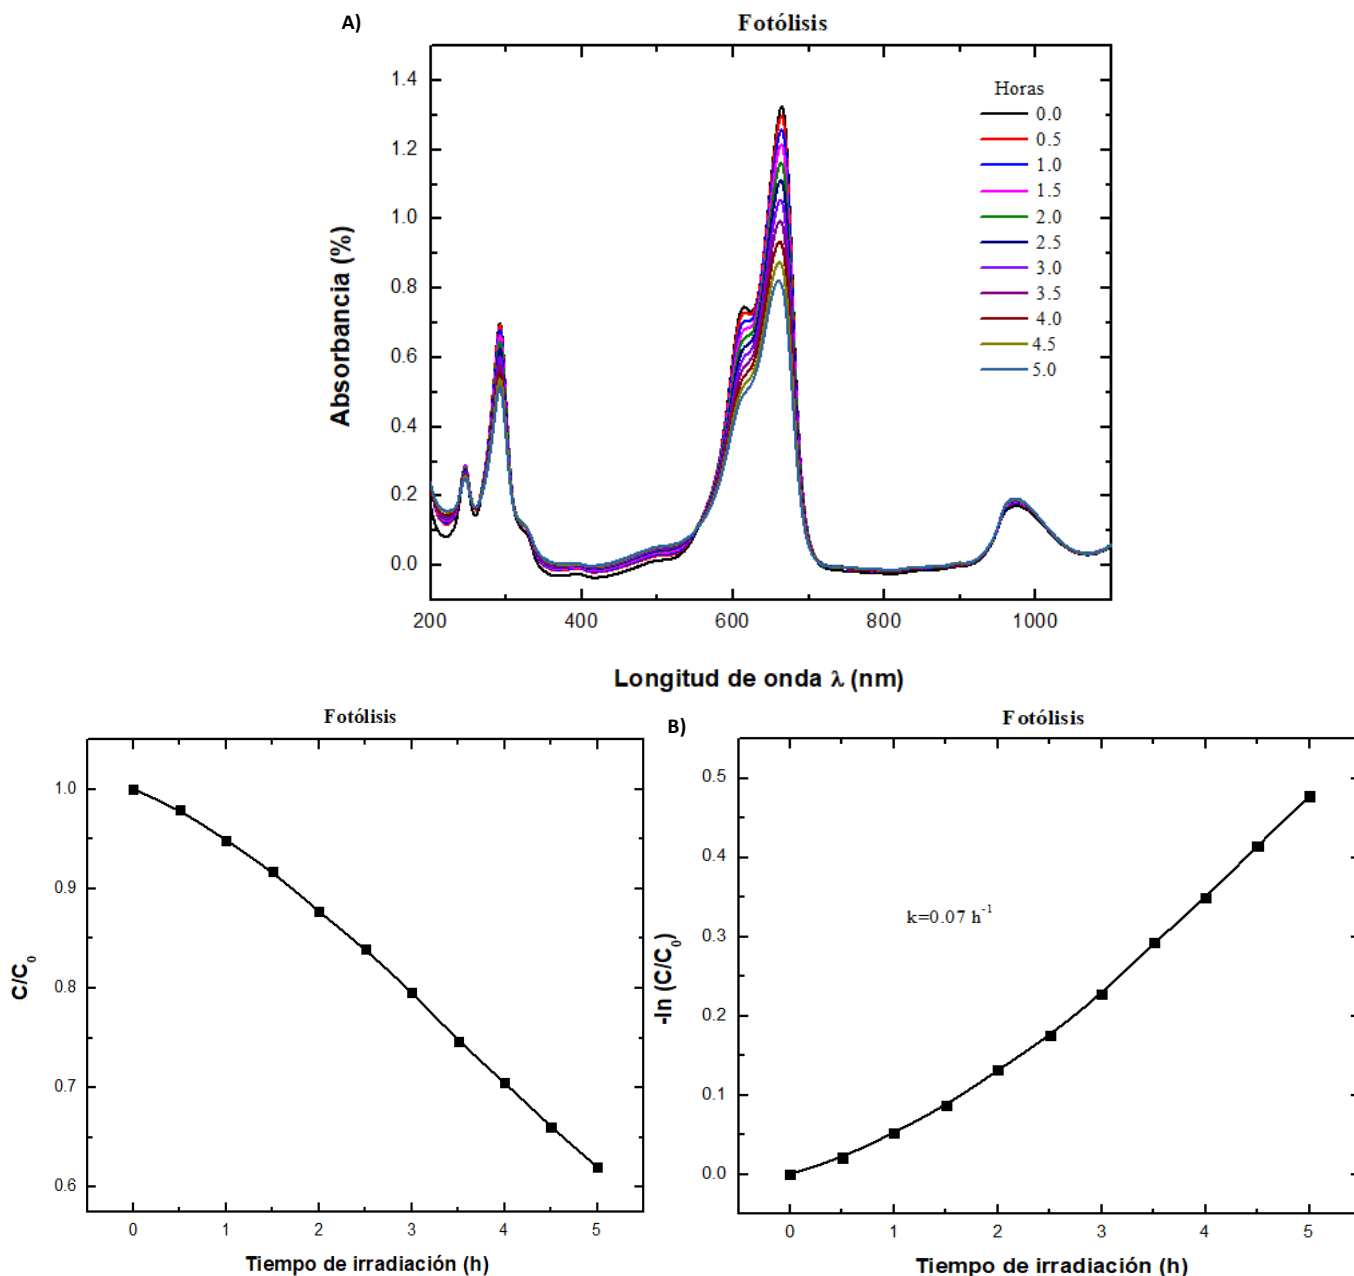 A)
Fotólisis
Absorbancia (%)
1.4
1.2
1.0
0.8
0.6
0.4
0.2
0.0
Horas
0.0
0.5
1.0
1.5
2.0
2.5
3.0
3.5
4.0
4.5
5.0
200 400 600 800 1000
Longitud de onda λ (nm)
Fotólisis
C/C₀
1.0
0.9
0.8
0.7
0.6
0 1 2 3 4 5
Tiempo de irradiación (h)
B)
Fotólisis
-ln (C/C₀)
0.5
0.4
0.3
0.2
0.1
0.0
k=0.07 h⁻¹
0 1 2 3 4 5
Tiempo de irradiación (h)